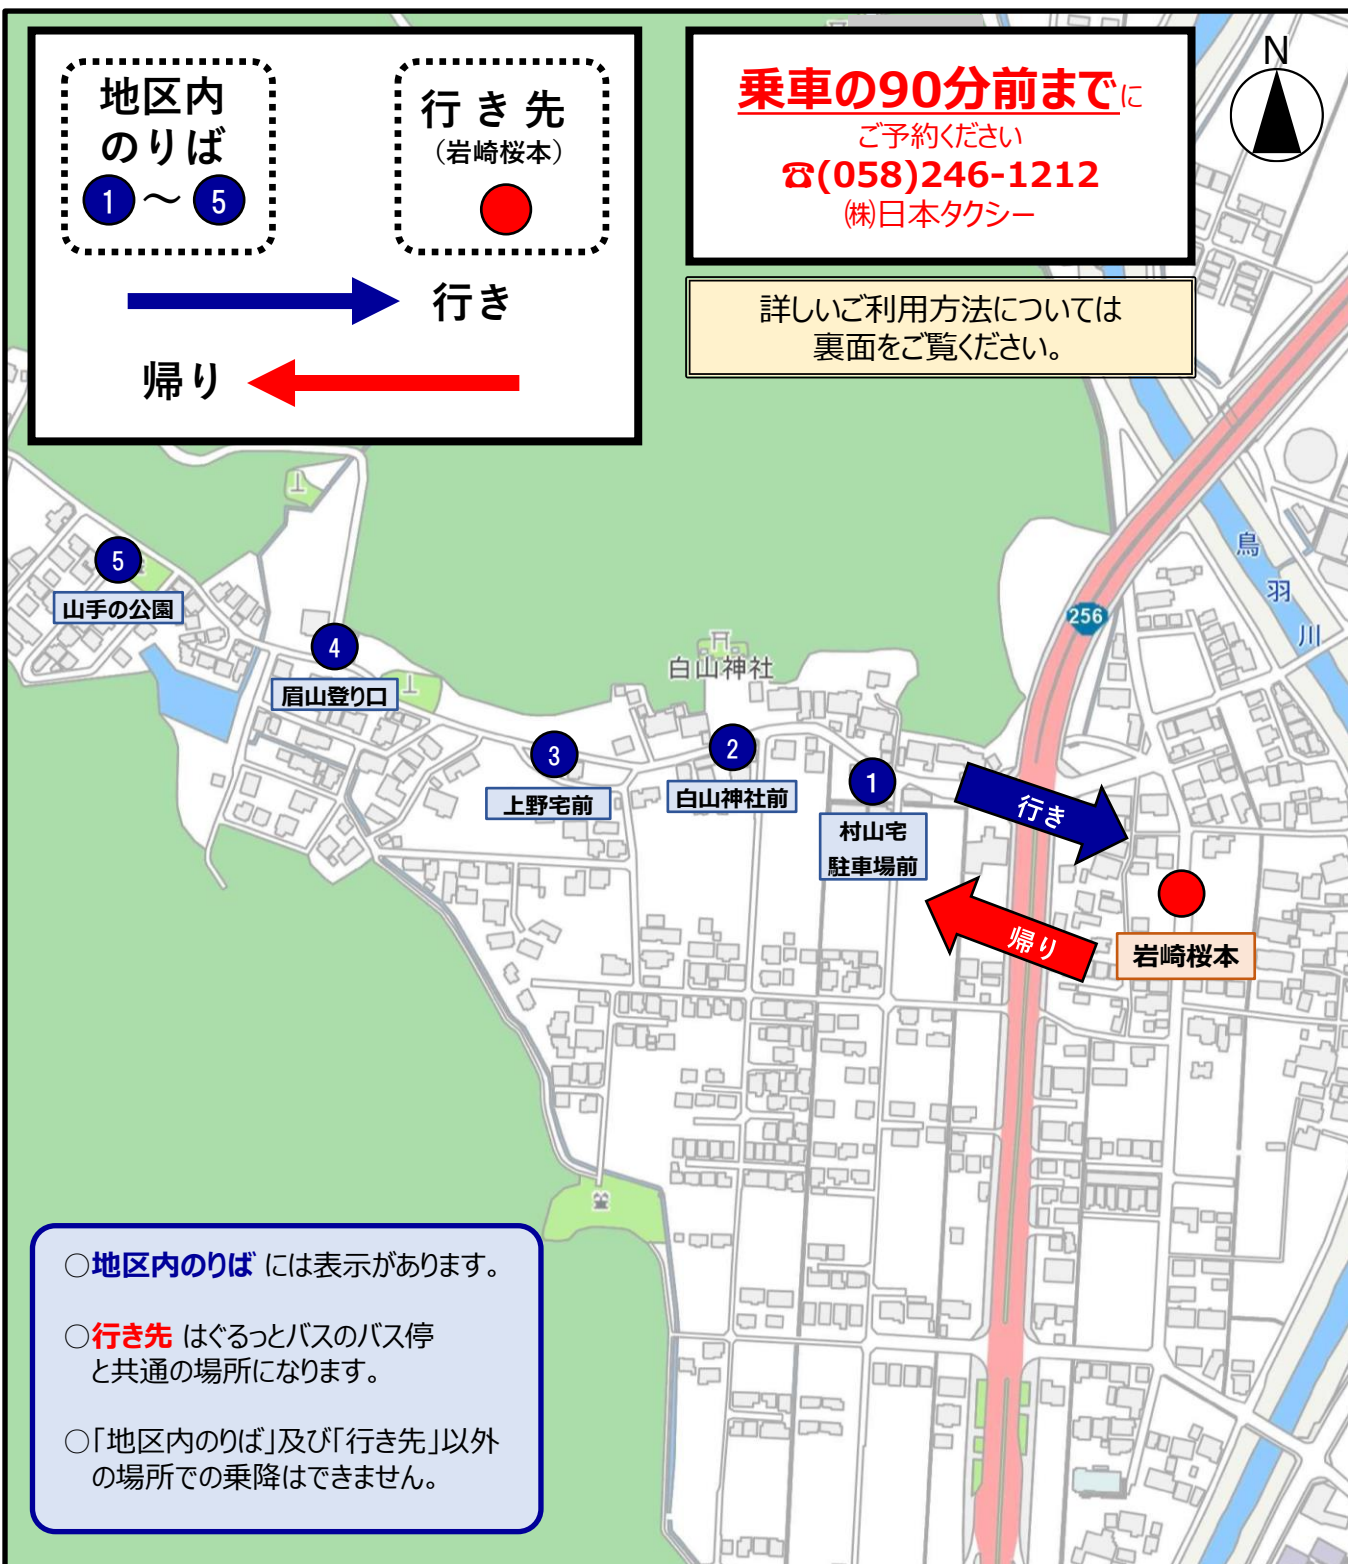 地区内
のりば
1 ～ 5
行き先
（岩崎桜本）
行き
帰り
乗車の90分前までに
ご予約ください
☎(058)246-1212
㈱日本タクシー
詳しいご利用方法については
裏面をご覧ください。
N
鳥羽川
256
5
山手の公園
4
眉山登り口
白山神社
3
上野宅前
2
白山神社前
1
村山宅
駐車場前
行き
帰り
岩崎桜本
○地区内のりば には表示があります。
○行き先 はぐるっとバスのバス停
と共通の場所になります。
○「地区内のりば」及び「行き先」以外
の場所での乗降はできません。